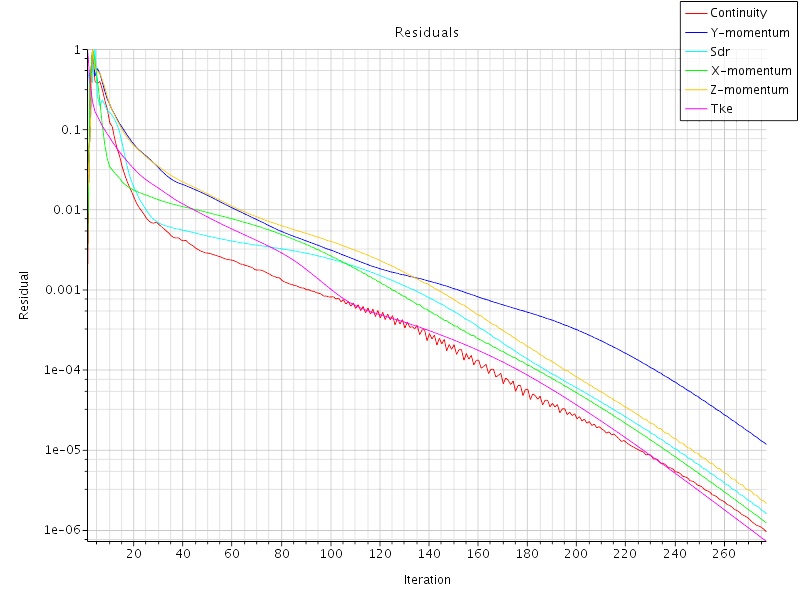 Residuals
Continuity
Y-momentum
Sdr
X-momentum
Z-momentum
Tke
1
0.1
0.01
0.001
1e-04
1e-05
1e-06
Residual
20 40 60 80 100 120 140 160 180 200 220 240 260
Iteration